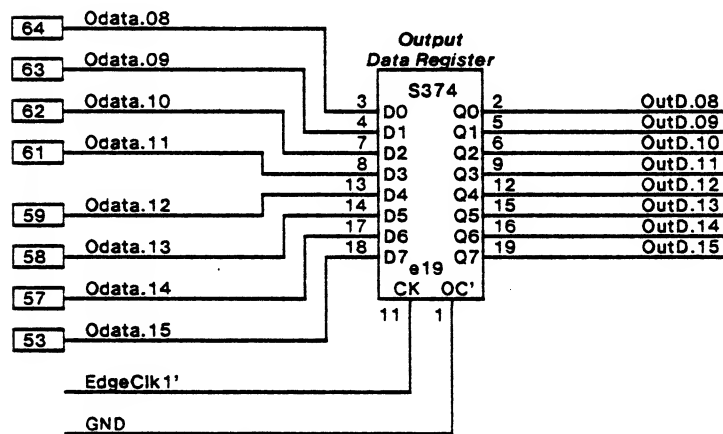 64 Odata.08
63 Odata.09
62 Odata.10
61 Odata.11
59 Odata.12
58 Odata.13
57 Odata.14
53 Odata.15
EdgeClk1'
GND
Output
Data Register
S374
3 D0 Q0 2 OutD.08
4 D1 Q1 5 OutD.09
7 D2 Q2 6 OutD.10
8 D3 Q3 9 OutD.11
13 D4 Q4 12 OutD.12
14 D5 Q5 15 OutD.13
17 D6 Q6 16 OutD.14
18 D7 Q7 19 OutD.15
e19
CK OC'
11 1